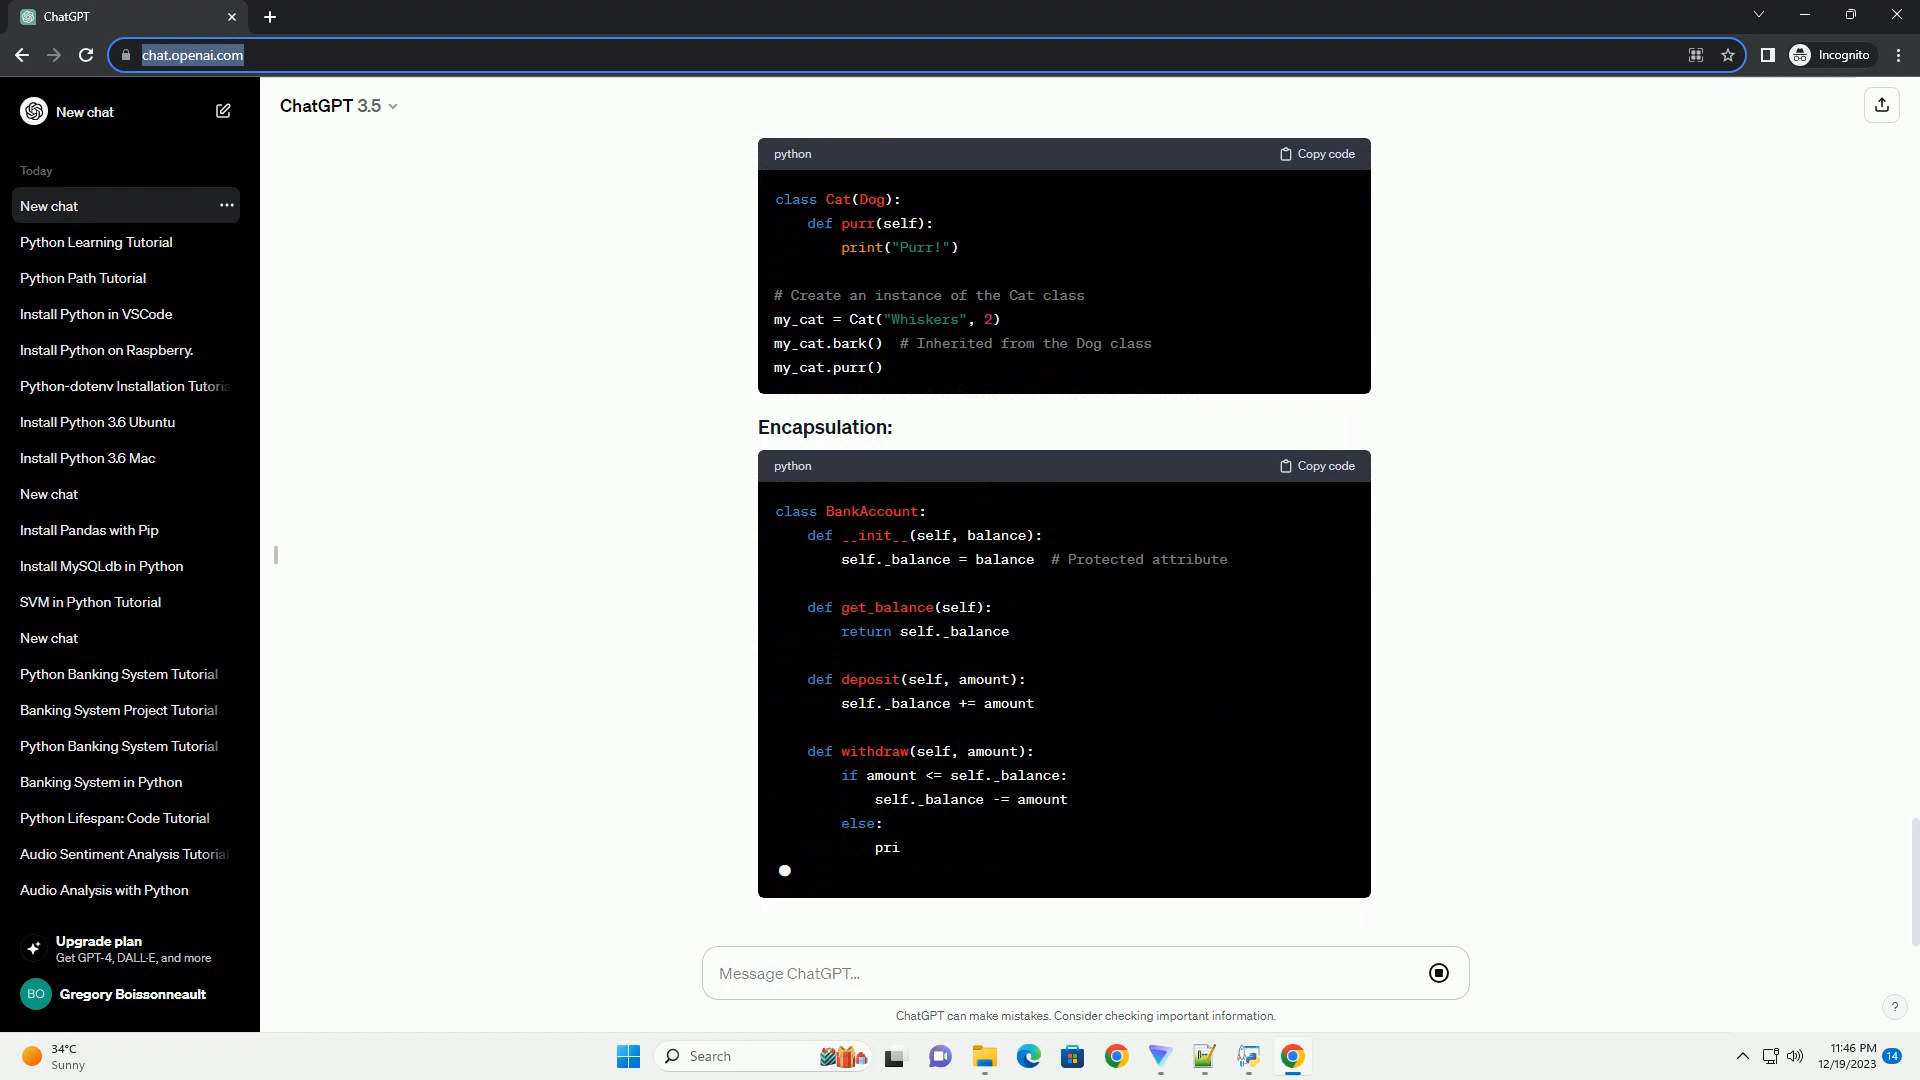 ChatGPT
chat.openai.com
Incognito
New chat
Today
New chat
Python Learning Tutorial
Python Path Tutorial
Install Python in VSCode
Install Python on Raspberry.
Python-dotenv Installation Tutoria
Install Python 3.6 Ubuntu
Install Python 3.6 Mac
New chat
Install Pandas with Pip
Install MySQLdb in Python
SVM in Python Tutorial
New chat
Python Banking System Tutorial
Banking System Project Tutorial
Python Banking System Tutorial
Banking System in Python
Python Lifespan: Code Tutorial
Audio Sentiment Analysis Tutorial
Audio Analysis with Python
Upgrade plan
Get GPT-4, DALL·E, and more
BO Gregory Boissonneault
ChatGPT 3.5
python Copy code
class Cat(Dog):
    def purr(self):
        print("Purr!")
# Create an instance of the Cat class
my_cat = Cat("Whiskers", 2)
my_cat.bark()  # Inherited from the Dog class
my_cat.purr()
Encapsulation:
python Copy code
class BankAccount:
    def __init__(self, balance):
        self._balance = balance  # Protected attribute
    def get_balance(self):
        return self._balance
    def deposit(self, amount):
        self._balance += amount
    def withdraw(self, amount):
        if amount <= self._balance:
            self._balance -= amount
        else:
            pri
Message ChatGPT...
ChatGPT can make mistakes. Consider checking important information.
?
34°C
Sunny
Search
11:46 PM
12/19/2023
14